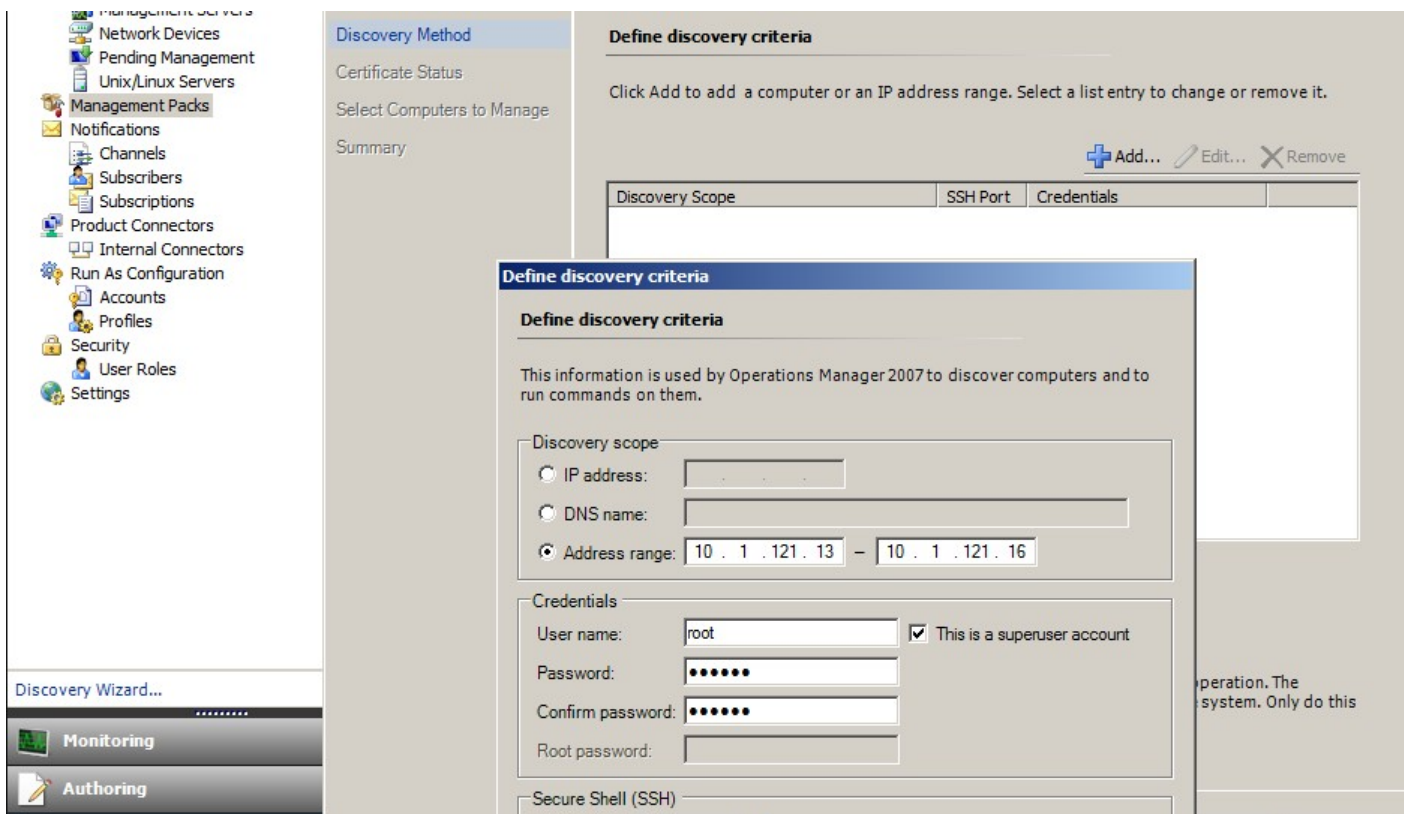 Management Servers
Network Devices
Pending Management
Unix/Linux Servers
Management Packs
Notifications
Channels
Subscribers
Subscriptions
Product Connectors
Internal Connectors
Run As Configuration
Accounts
Profiles
Security
User Roles
Settings
Discovery Wizard...
Monitoring
Authoring
Discovery Method
Certificate Status
Select Computers to Manage
Summary
Define discovery criteria
Click Add to add a computer or an IP address range. Select a list entry to change or remove it.
Add... Edit... Remove
Discovery Scope SSH Port Credentials
Define discovery criteria
Define discovery criteria
This information is used by Operations Manager 2007 to discover computers and to
run commands on them.
Discovery scope
IP address: . . .
DNS name:
Address range: 10 . 1 . 121 . 13 – 10 . 1 . 121 . 16
Credentials
User name: root This is a superuser account
Password: ••••••
Confirm password: ••••••
Root password:
Secure Shell (SSH)
operation. The
system. Only do this